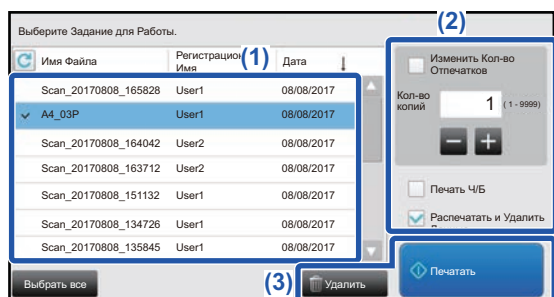 Выберите Задание для Работы.
(2)
Имя Файла Регистрацион (1) Дата
Имя
Scan_20170808_165828 User1 08/08/2017
A4_03P User1 08/08/2017
Scan_20170808_164042 User2 08/08/2017
Scan_20170808_163712 User2 08/08/2017
Scan_20170808_151132 User1 08/08/2017
Scan_20170808_134726 User1 08/08/2017
Scan_20170808_135845 User1 08/08/2017
Изменить Кол-во
Отпечатков
Кол-во
копий 1 (1 - 9999)
Печать Ч/Б
Распечатать и Удалить
Выбрать все
(3) Удалить
Печатать